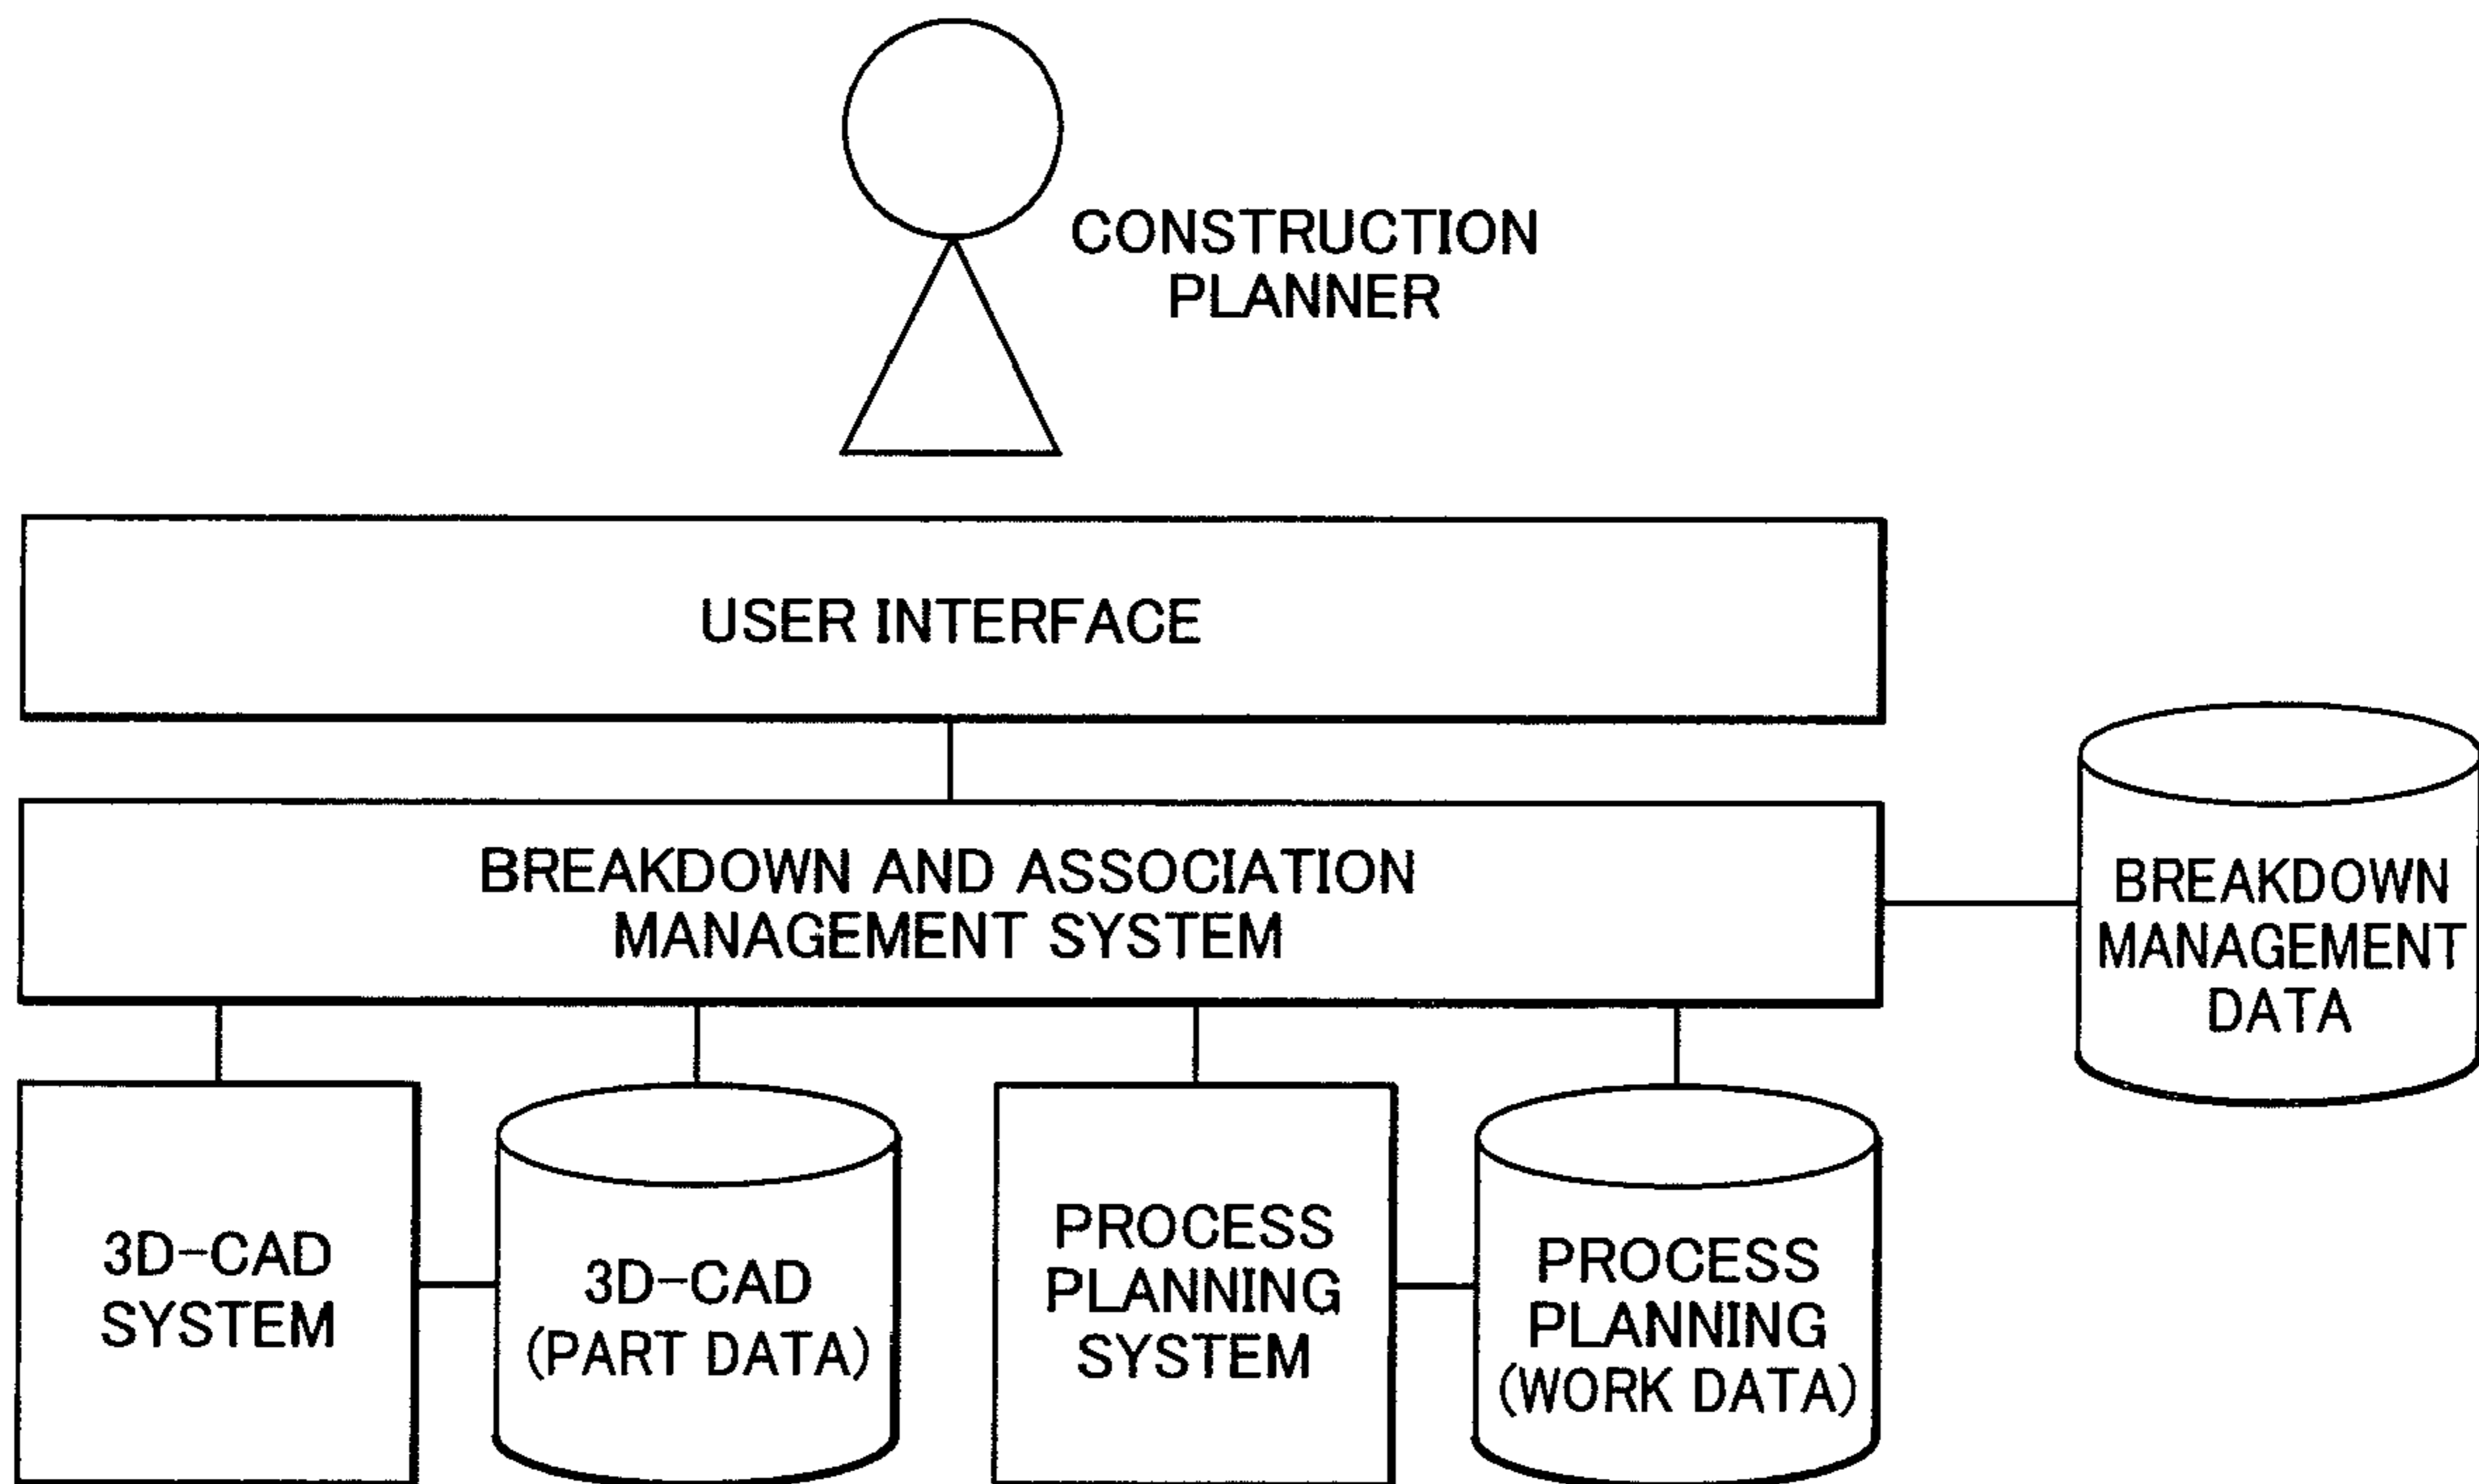 CONSTRUCTION
PLANNER
USER INTERFACE
BREAKDOWN AND ASSOCIATION
MANAGEMENT SYSTEM
BREAKDOWN
MANAGEMENT
DATA
3D-CAD
SYSTEM
3D-CAD
(PART DATA)
PROCESS
PLANNING
SYSTEM
PROCESS
PLANNING
(WORK DATA)